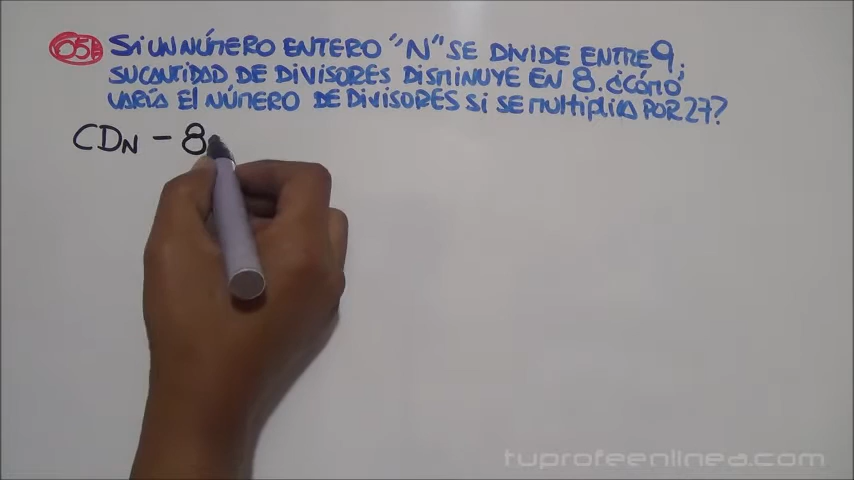 05) Si UN NÚMERO ENTERO "N" SE DIVIDE ENTRE 9,
SU CANTIDAD DE DIVISORES DISMINUYE EN 8. ¿CÓMO
VARÍA El NÚMERO DE DIVISORES Si SE MULTIPLICA POR 27?
CDN - 8
tuprofeenlinea.com